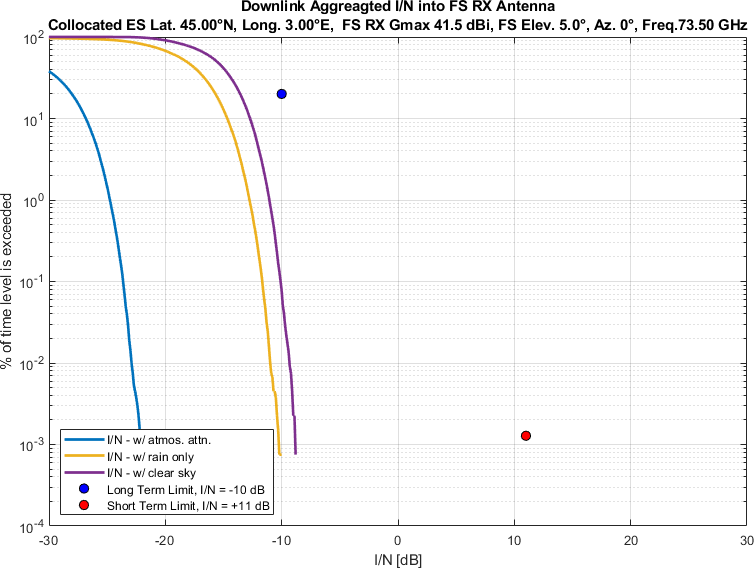 Downlink Aggreagted I/N into FS RX Antenna
Collocated ES Lat. 45.00°N, Long. 3.00°E,  FS RX Gmax 41.5 dBi, FS Elev. 5.0°, Az. 0°, Freq.73.50 GHz
% of time level is exceeded
10^2
10^1
10^0
10^-1
10^-2
10^-3
10^-4
I/N - w/ atmos. attn.
I/N - w/ rain only
I/N - w/ clear sky
Long Term Limit, I/N = -10 dB
Short Term Limit, I/N = +11 dB
-30 -20 -10 0 10 20 30
I/N [dB]